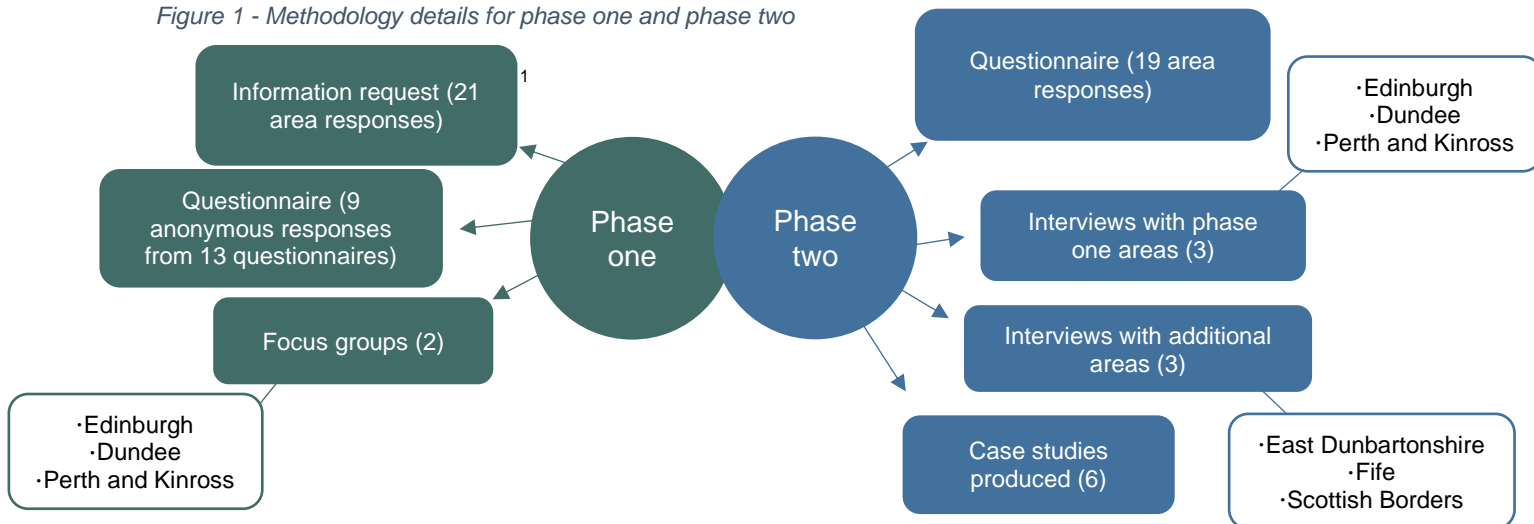 Figure 1 - Methodology details for phase one and phase two
Information request (21
area responses)
1
Questionnaire (9
anonymous responses
from 13 questionnaires)
Focus groups (2)
·Edinburgh
·Dundee
·Perth and Kinross
Phase
one
Phase
two
Questionnaire (19 area
responses)
·Edinburgh
·Dundee
·Perth and Kinross
Interviews with phase
one areas (3)
Interviews with additional
areas (3)
Case studies
produced (6)
·East Dunbartonshire
·Fife
·Scottish Borders